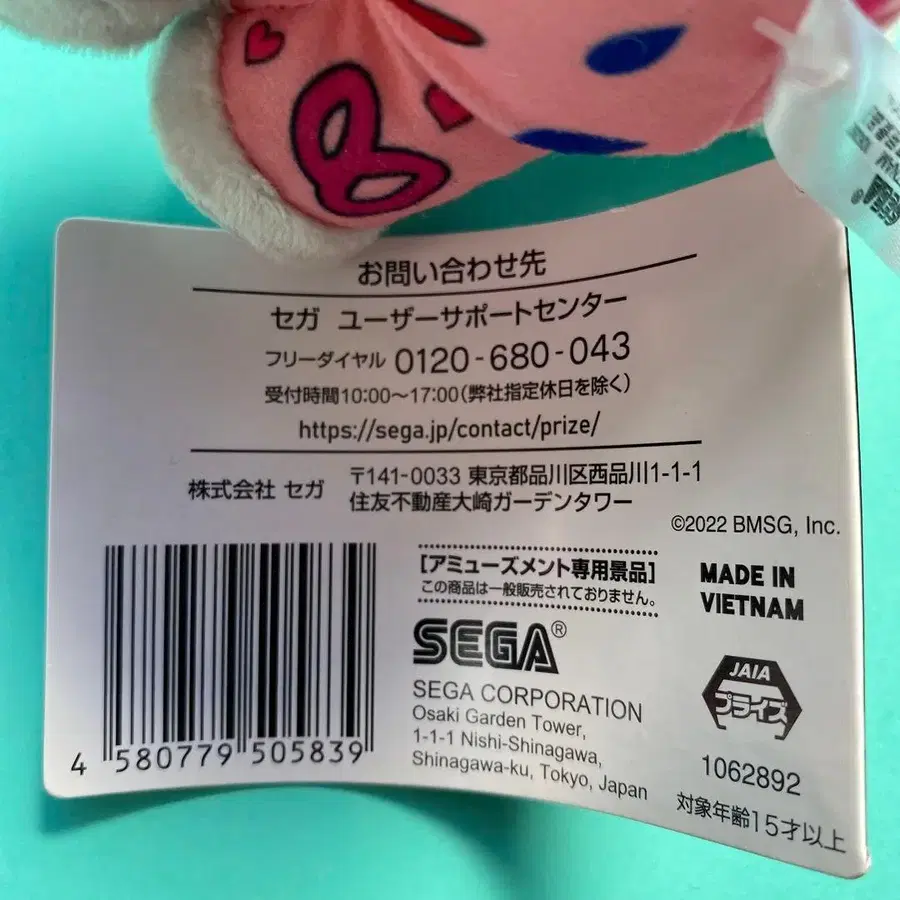 お問い合わせ先
セガ ユーザーサポートセンター
フリーダイヤル 0120-680-043
受付時間10:00～17:00(弊社指定休日を除く)
https://sega.jp/contact/prize/
株式会社 セガ
〒141-0033 東京都品川区西品川1-1-1
住友不動産大崎ガーデンタワー
©2022 BMSG, Inc.
[アミューズメント専用景品]
この商品は一般販売されておりません。
MADE IN
VIETNAM
SEGA®
SEGA CORPORATION
Osaki Garden Tower,
1-1-1 Nishi-Shinagawa,
Shinagawa-ku, Tokyo, Japan
JAIA
プライズ
1062892
対象年齢15才以上
4 580779 505839